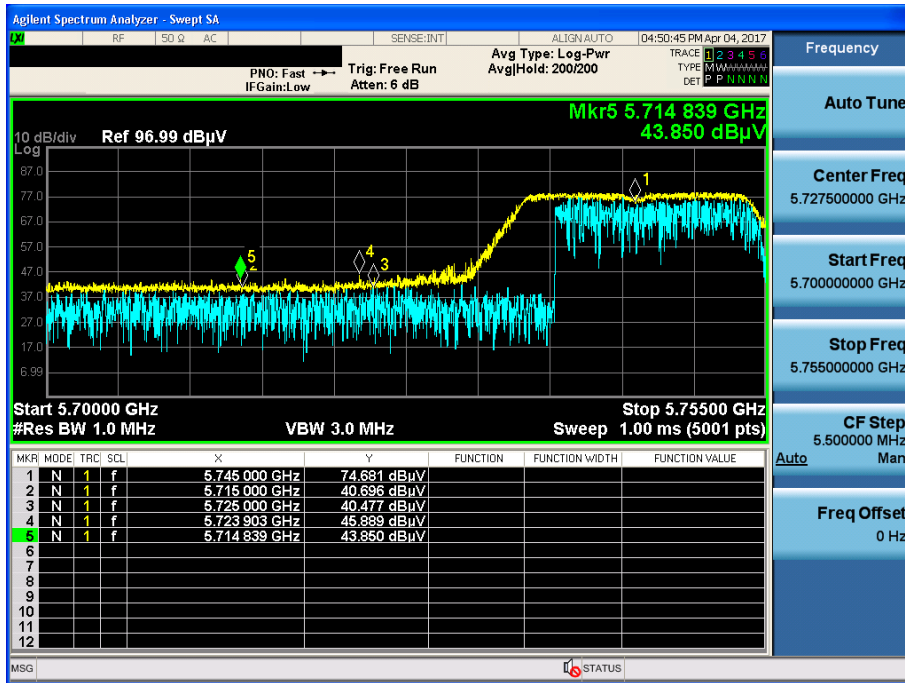 Agilent Spectrum Analyzer - Swept SA
LXI RF 50 Ω AC SENSE:INT ALIGN AUTO 04:50:45 PM Apr 04, 2017
PNO: Fast Trig: Free Run Avg Type: Log-Pwr TRACE 1 2 3 4 5 6
IFGain:Low Atten: 6 dB Avg|Hold: 200/200 TYPE M W W W W W
DET P P N N N N
Mkr5 5.714 839 GHz
43.850 dBµV
10 dB/div Ref 96.99 dBµV
Log
87.0
77.0
67.0
57.0
47.0
37.0
27.0
17.0
6.99
1
5
2
4
3
Start 5.70000 GHz Stop 5.75500 GHz
#Res BW 1.0 MHz VBW 3.0 MHz Sweep 1.00 ms (5001 pts)
MKR MODE TRC SCL X Y FUNCTION FUNCTION WIDTH FUNCTION VALUE
1 N 1 f 5.745 000 GHz 74.681 dBµV
2 N 1 f 5.715 000 GHz 40.696 dBµV
3 N 1 f 5.725 000 GHz 40.477 dBµV
4 N 1 f 5.723 903 GHz 45.889 dBµV
5 N 1 f 5.714 839 GHz 43.850 dBµV
6
7
8
9
10
11
12
MSG STATUS
Frequency
Auto Tune
Center Freq
5.727500000 GHz
Start Freq
5.700000000 GHz
Stop Freq
5.755000000 GHz
CF Step
5.500000 MHz
Auto Man
Freq Offset
0 Hz